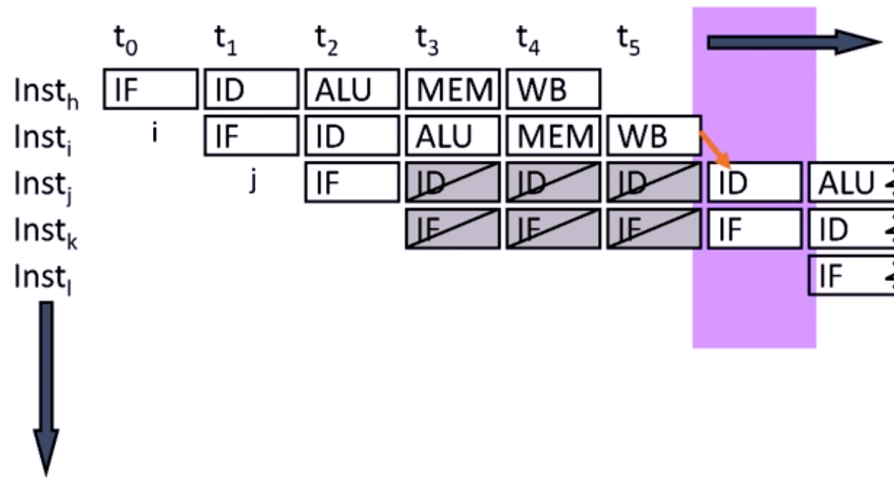 t₀ t₁ t₂ t₃ t₄ t₅
Instₕ IF ID ALU MEM WB
Instᵢ i IF ID ALU MEM WB
Instⱼ j IF ID ID ID ID ALU
Instₖ IF IF IF IF ID
Instₗ IF